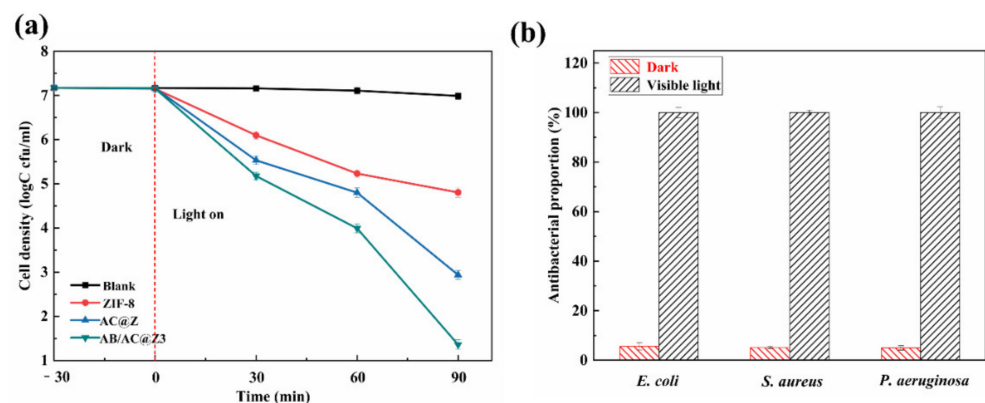 (a)
Cell density (logC cfu/ml)
8
7
6
5
4
3
2
1
Dark
Light on
Blank
ZIF-8
AC@Z
AB/AC@Z3
-30
0
30
60
90
Time (min)
(b)
Antibacterial proportion (%)
120
100
80
60
40
20
0
Dark
Visible light
E. coli
S. aureus
P. aeruginosa